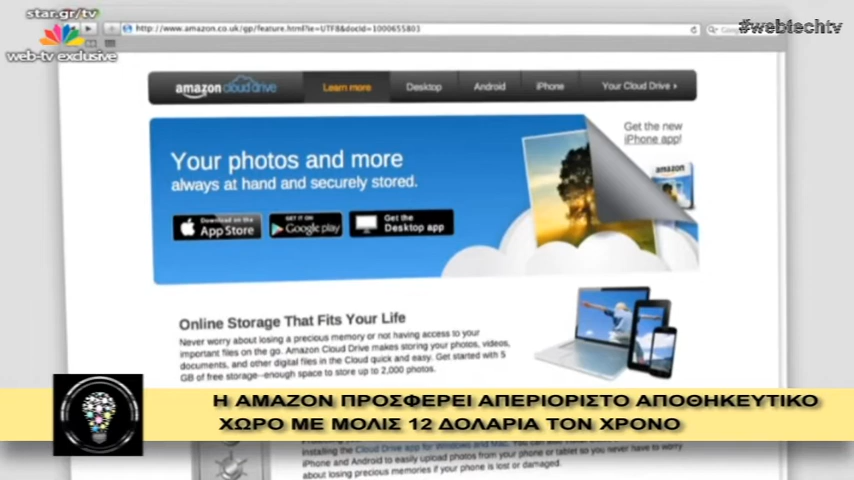 star.gr/tv
web-tv exclusive
#webtechtv
http://www.amazon.co.uk/gp/feature.html?ie=UTF8&docId=1000655803
amazon cloud drive
Learn more
Desktop
Android
iPhone
Your Cloud Drive
Your photos and more
always at hand and securely stored.
Get the new
iPhone app!
amazon
Download on the
App Store
GET IT ON
Google play
Get the
Desktop app
Online Storage That Fits Your Life
Never worry about losing a precious memory or not having access to your
important files on the go. Amazon Cloud Drive makes storing your photos, videos,
documents, and other digital files in the Cloud quick and easy. Get started with 5
GB of free storage--enough space to store up to 2,000 photos.
Η AMAZON ΠΡΟΣΦΕΡΕΙ ΑΠΕΡΙΟΡΙΣΤΟ ΑΠΟΘΗΚΕΥΤΙΚΟ
ΧΩΡΟ ΜΕ ΜΟΛΙΣ 12 ΔΟΛΑΡΙΑ ΤΟΝ ΧΡΟΝΟ
installing the Cloud Drive app for Windows and Mac. You can also
iPhone and Android to easily upload photos from your phone or tablet so you never have to worry
about losing precious memories if your phone is lost or damaged.